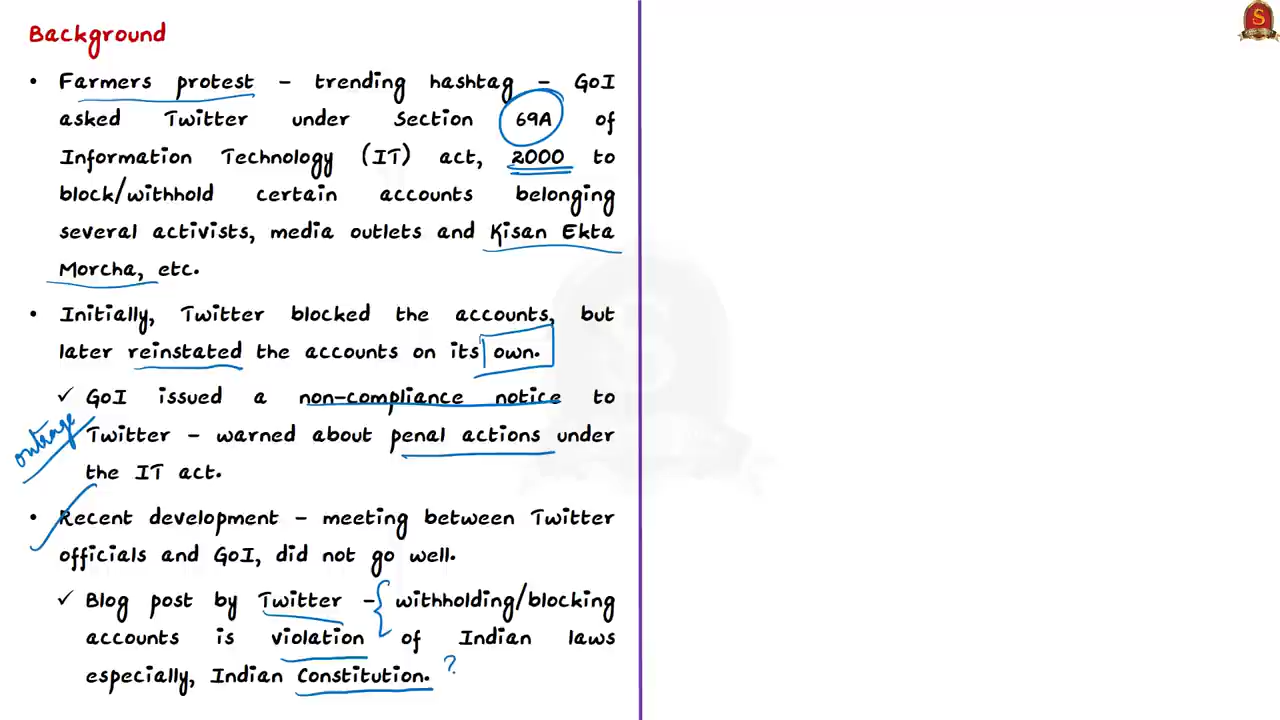 Background
• Farmers protest - trending hashtag - GoI
asked Twitter under Section 69A of
Information Technology (IT) act, 2000 to
block/withhold certain accounts belonging
several activists, media outlets and Kisan Ekta
Morcha, etc.
• Initially, Twitter blocked the accounts, but
later reinstated the accounts on its own.
✓ GoI issued a non-compliance notice to
outrage
Twitter - warned about penal actions under
the IT act.
• Recent development - meeting between Twitter
officials and GoI, did not go well.
✓ Blog post by Twitter - withholding/blocking
accounts is violation of Indian laws
especially, Indian Constitution. ?
S
S